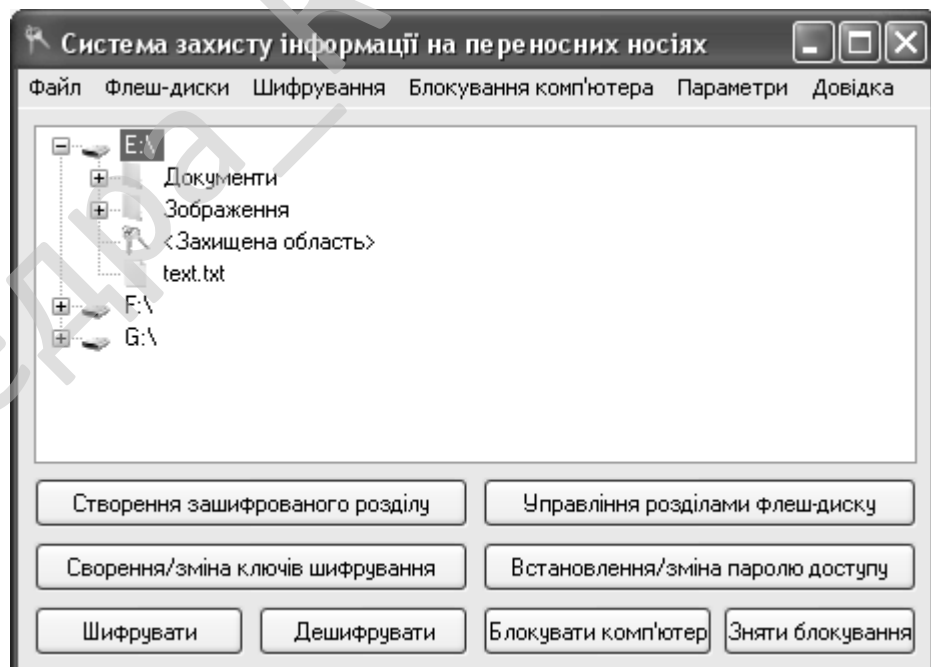 Система захисту інформації на переносних носіях
Файл Флеш-диски Шифрування Блокування комп'ютера Параметри Довідка
E:\
Документи
Зображення
<Захищена область>
text.txt
F:\
G:\
Створення зашифрованого розділу Управління розділами флеш-диску
Сворення/зміна ключів шифрування Встановлення/зміна паролю доступу
Шифрувати Дешифрувати Блокувати комп'ютер Зняти блокування